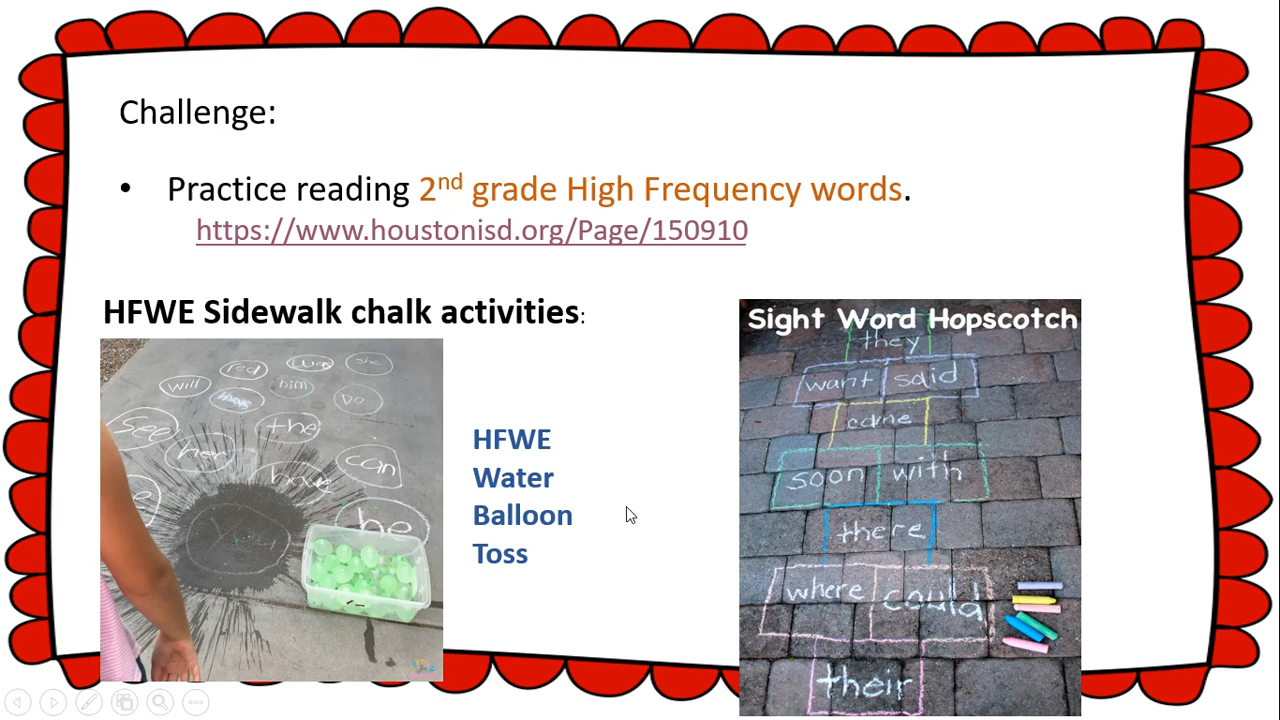 Challenge:
• Practice reading 2nd grade High Frequency words.
https://www.houstonisd.org/Page/150910
HFWE Sidewalk chalk activities:
red was she
will him
DO
see the
her can
have
he
HFWE
Water
Balloon
Toss
Sight Word Hopscotch
they
want said
came
soon with
there
where could
their